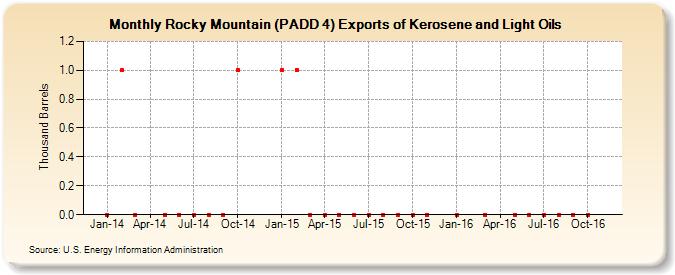 Monthly Rocky Mountain (PADD 4) Exports of Kerosene and Light Oils
Thousand Barrels
1.2
1.0
0.8
0.6
0.4
0.2
0.0
Jan-14 Apr-14 Jul-14 Oct-14 Jan-15 Apr-15 Jul-15 Oct-15 Jan-16 Apr-16 Jul-16 Oct-16
Source: U.S. Energy Information Administration